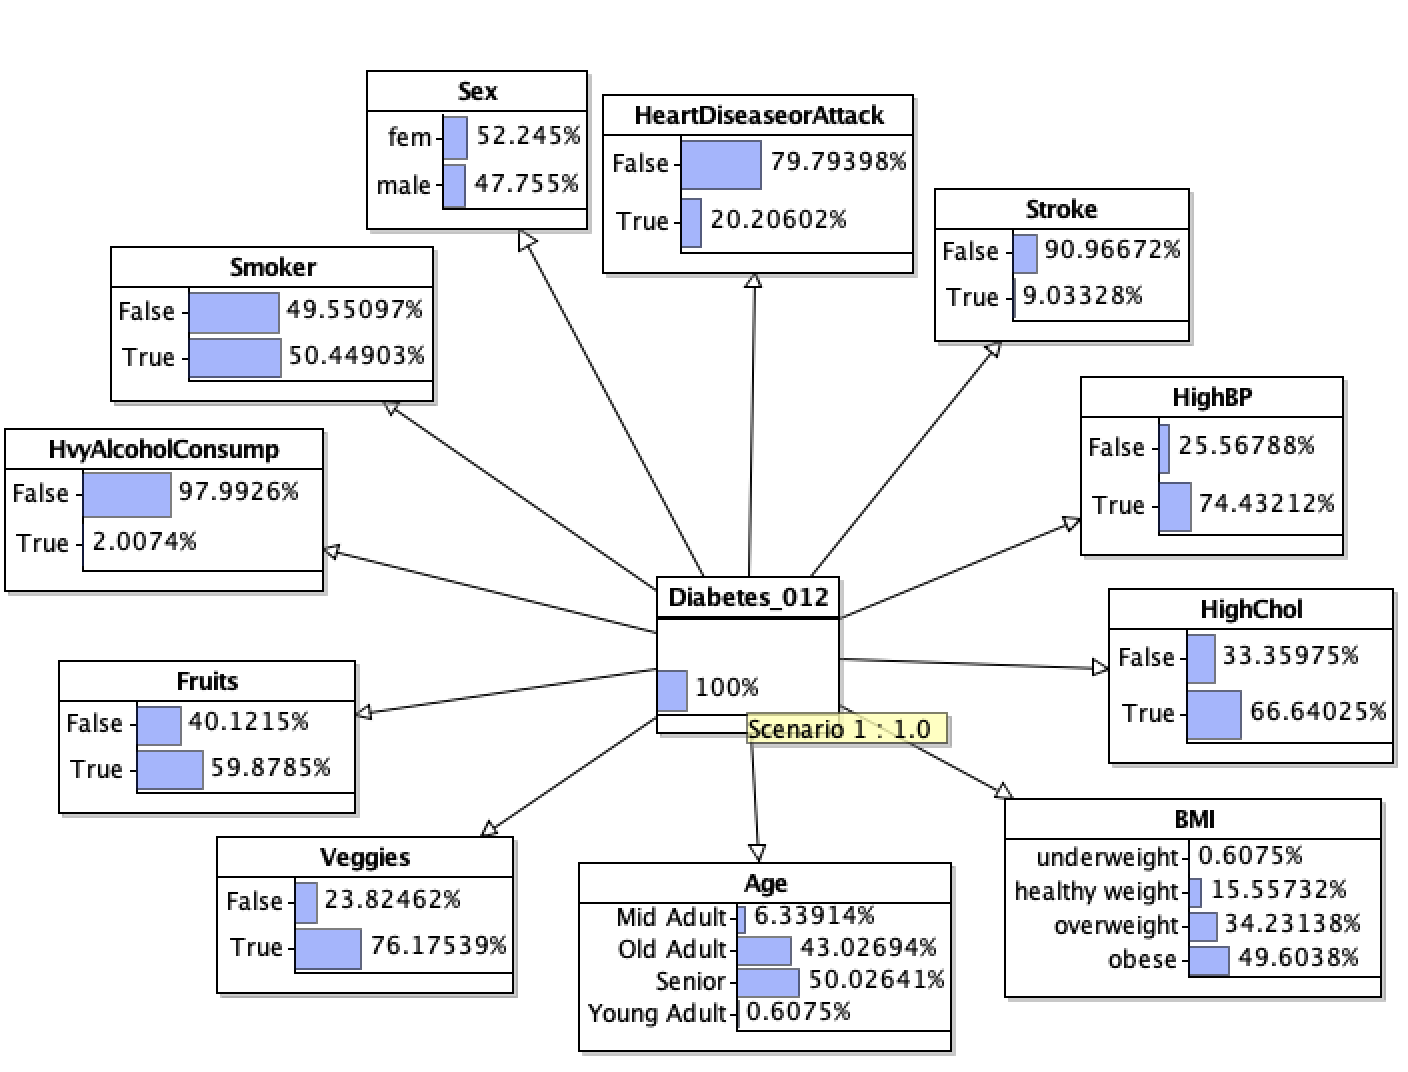 Sex
fem 52.245%
male 47.755%
HeartDiseaseorAttack
False 79.79398%
True 20.20602%
Stroke
False 90.96672%
True 9.03328%
Smoker
False 49.55097%
True 50.44903%
HighBP
False 25.56788%
True 74.43212%
HvyAlcoholConsump
False 97.9926%
True 2.0074%
Diabetes_012
100%
Scenario 1 : 1.0
HighChol
False 33.35975%
True 66.64025%
Fruits
False 40.1215%
True 59.8785%
Veggies
False 23.82462%
True 76.17539%
Age
Mid Adult 6.33914%
Old Adult 43.02694%
Senior 50.02641%
Young Adult 0.6075%
BMI
underweight 0.6075%
healthy weight 15.55732%
overweight 34.23138%
obese 49.6038%